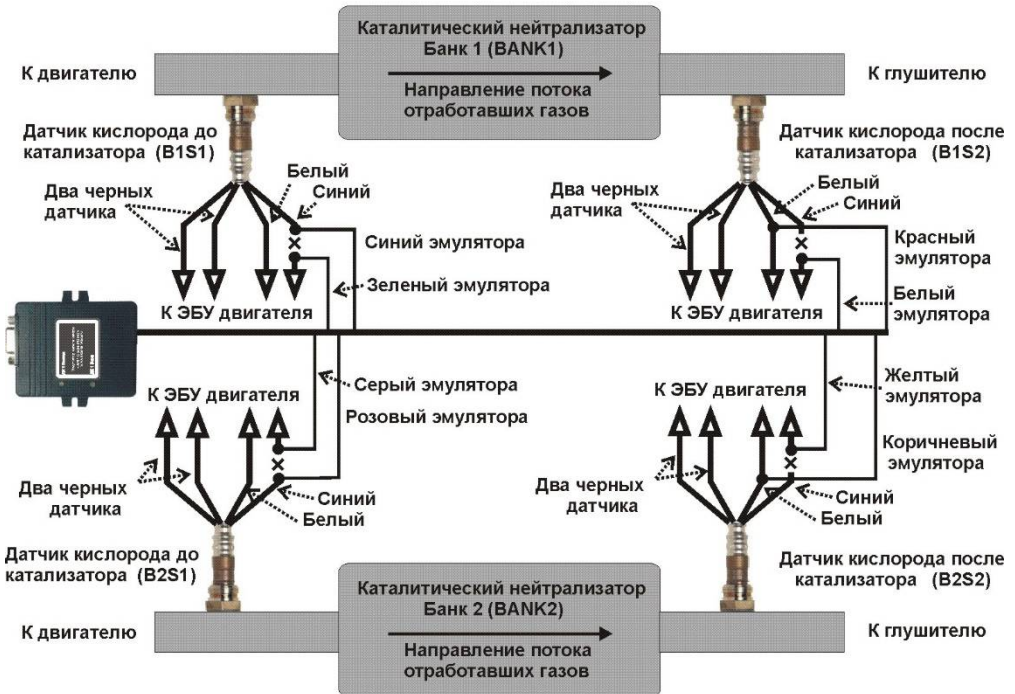 Каталитический нейтрализатор
Банк 1 (BANK1)
К двигателю
Направление потока
отработавших газов
К глушителю
Датчик кислорода до
катализатора (B1S1)
Датчик кислорода после
катализатора (B1S2)
Белый
Синий
Два черных
датчика
Белый
Синий
Два черных
датчика
Синий эмулятора
Красный
эмулятора
Зеленый эмулятора
К ЭБУ двигателя
К ЭБУ двигателя
Белый
эмулятора
Серый эмулятора
Желтый
эмулятора
К ЭБУ двигателя
К ЭБУ двигателя
Розовый эмулятора
Коричневый
эмулятора
Два черных
датчика
Синий
Белый
Два черных
датчика
Синий
Белый
Датчик кислорода до
катализатора (B2S1)
Датчик кислорода после
катализатора (B2S2)
Каталитический нейтрализатор
Банк 2 (BANK2)
К двигателю
Направление потока
отработавших газов
К глушителю